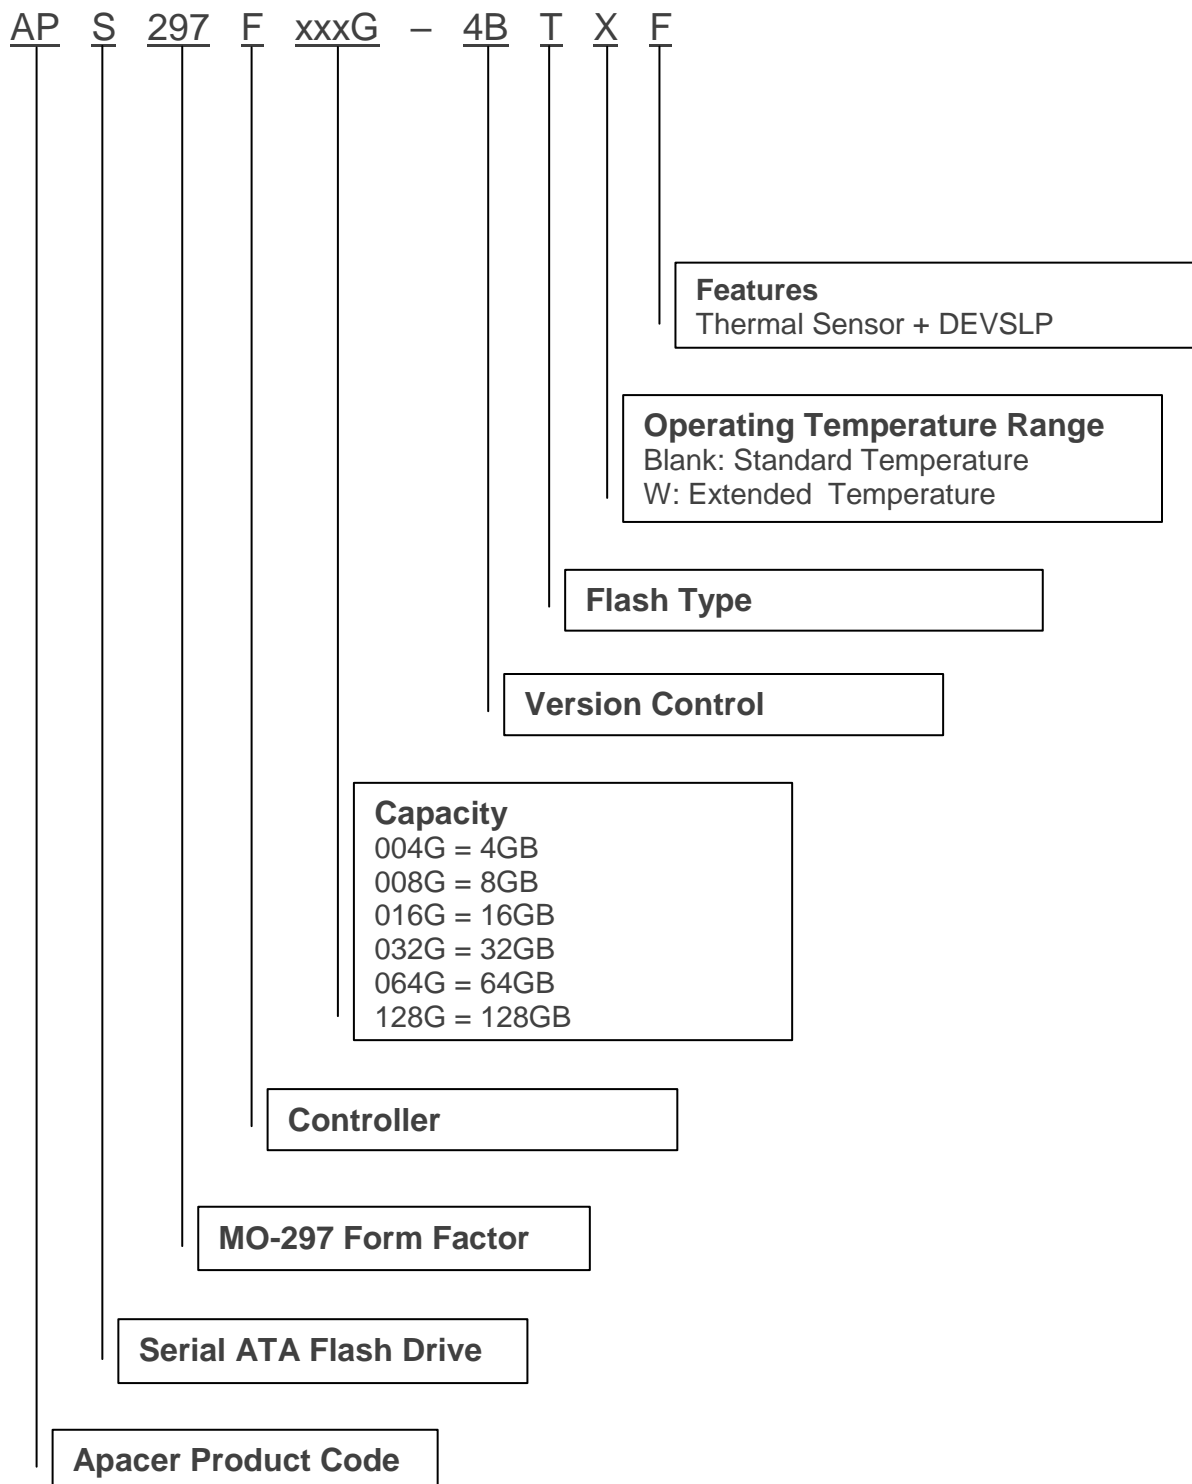 AP S 297 F xxxG – 4B T X F
Features
Thermal Sensor + DEVSLP
Operating Temperature Range
Blank: Standard Temperature
W: Extended Temperature
Flash Type
Version Control
Capacity
004G = 4GB
008G = 8GB
016G = 16GB
032G = 32GB
064G = 64GB
128G = 128GB
Controller
MO-297 Form Factor
Serial ATA Flash Drive
Apacer Product Code